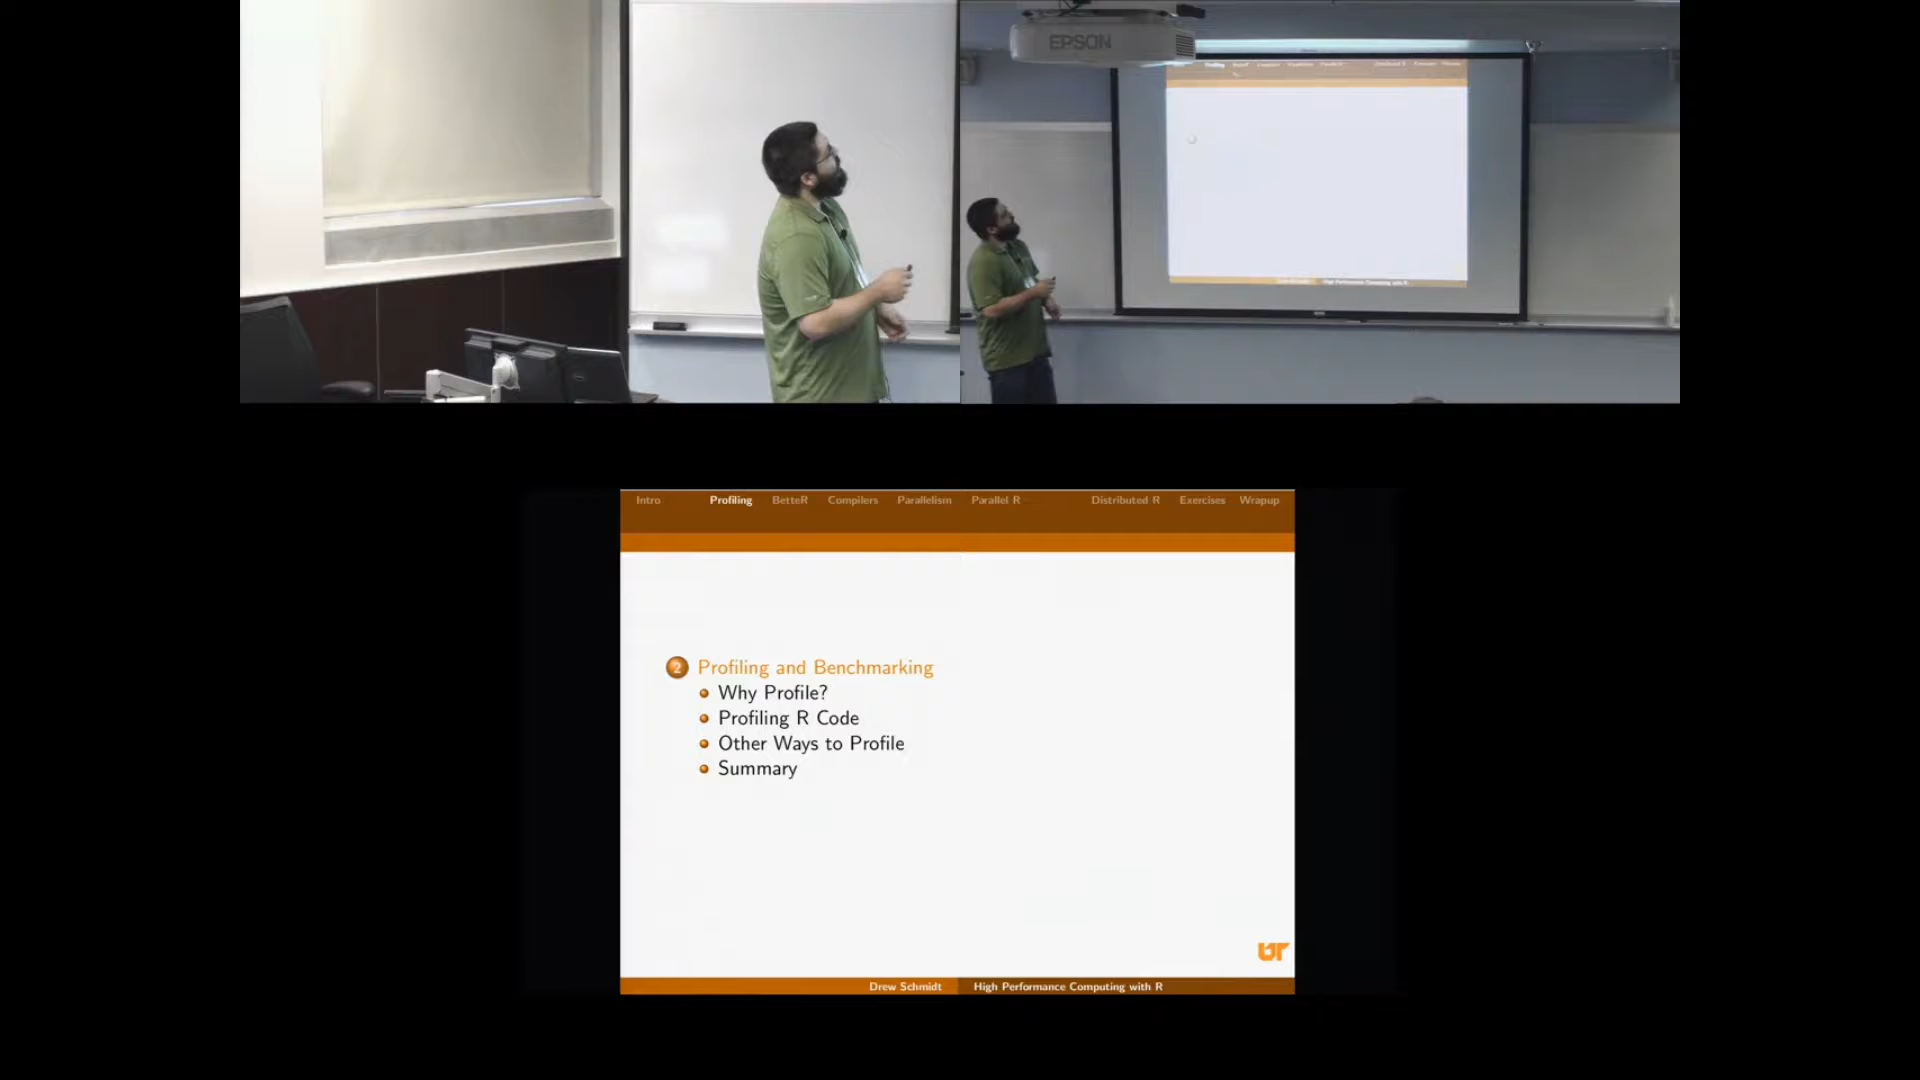 EPSON
Intro Profiling BetteR Compilers Parallelism Parallel R Distributed R Exercises Wrapup
2 Profiling and Benchmarking
Why Profile?
Profiling R Code
Other Ways to Profile
Summary
UT
Drew Schmidt High Performance Computing with R